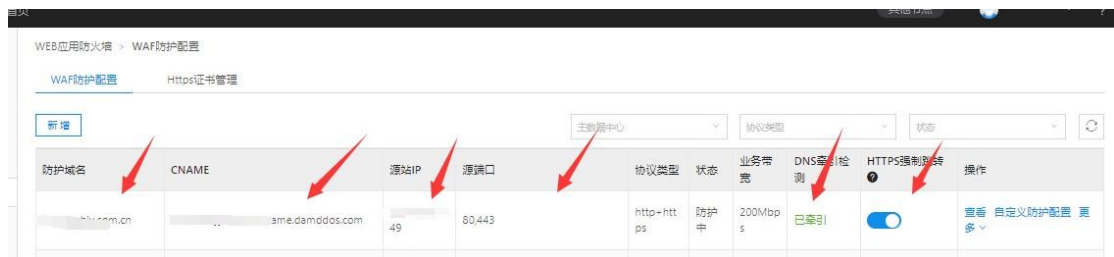 首页
其他节点
?
WEB应用防火墙 > WAF防护配置
WAF防护配置 Https证书管理
新增 主数据中心 协议类型 状态
防护域名 CNAME 源站IP 源端口 协议类型 状态 业务带宽 DNS牵引检测 HTTPS强制跳转 ? 操作
.com.cn ame.damddos.com 49 80,443 http+https 防护中 200Mbps 已牵引 查看 自定义防护配置 更多